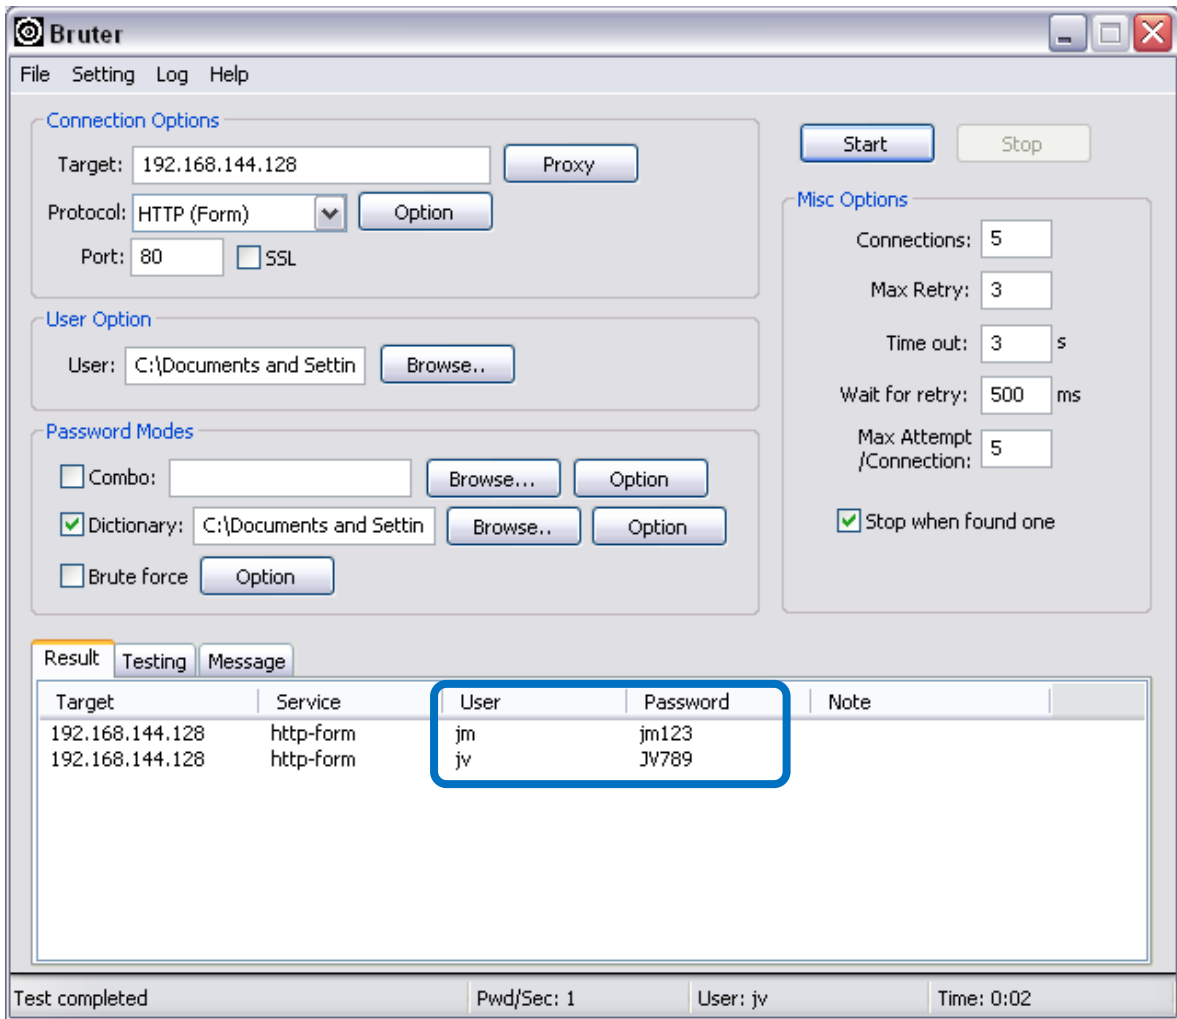 Bruter
File Setting Log Help
Connection Options
Target: 192.168.144.128 Proxy
Protocol: HTTP (Form) Option
Port: 80 SSL
User Option
User: C:\Documents and Settin Browse..
Password Modes
Combo: Browse... Option
Dictionary: C:\Documents and Settin Browse.. Option
Brute force Option
Start Stop
Misc Options
Connections: 5
Max Retry: 3
Time out: 3 s
Wait for retry: 500 ms
Max Attempt
/Connection: 5
Stop when found one
Result Testing Message
Target Service User Password Note
192.168.144.128 http-form jm jm123
192.168.144.128 http-form jv JV789
Test completed Pwd/Sec: 1 User: jv Time: 0:02